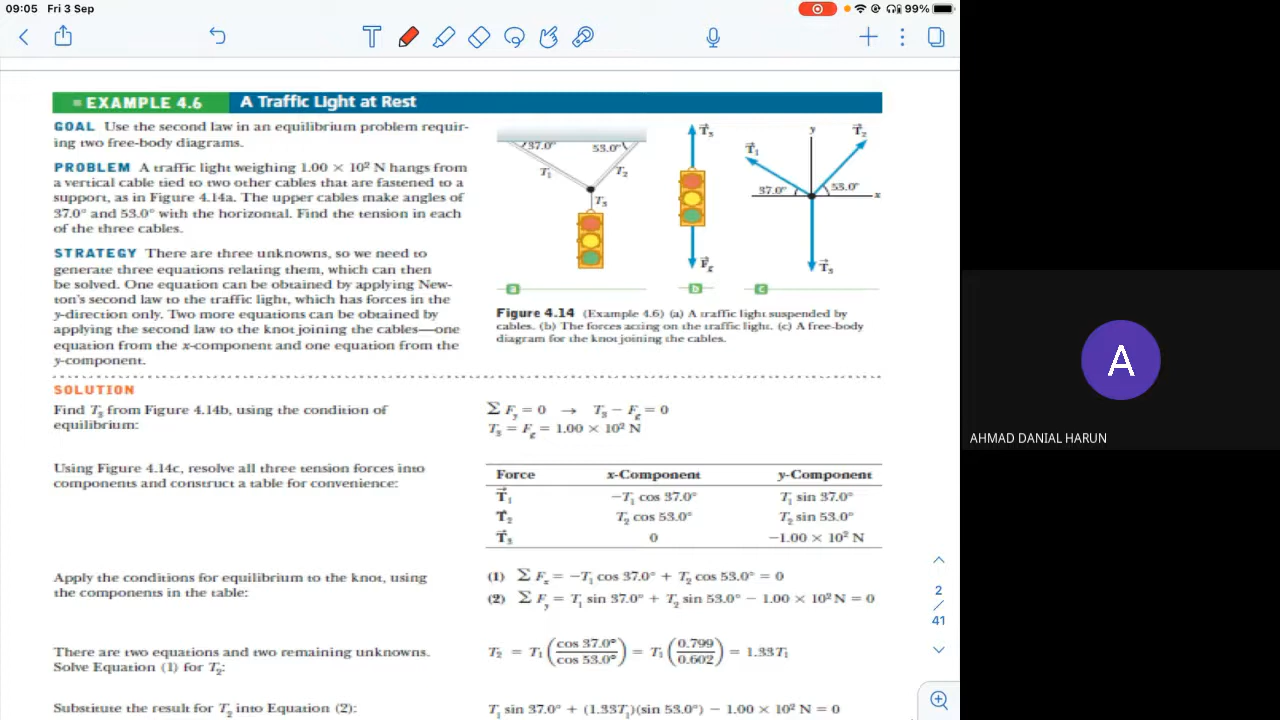 09:05 Fri 3 Sep
99%
EXAMPLE 4.6 A Traffic Light at Rest
GOAL Use the second law in an equilibrium problem requir-
ing two free-body diagrams.
PROBLEM A traffic light weighing 1.00 × 10² N hangs from
a vertical cable tied to two other cables that are fastened to a
support, as in Figure 4.14a. The upper cables make angles of
37.0° and 53.0° with the horizontal. Find the tension in each
of the three cables.
STRATEGY There are three unknowns, so we need to
generate three equations relating them, which can then
be solved. One equation can be obtained by applying New-
ton's second law to the traffic light, which has forces in the
y-direction only. Two more equations can be obtained by
applying the second law to the knot joining the cables—one
equation from the x-component and one equation from the
y-component.
37.0° 53.0°
T₁ T₂
T₃
a
T⃗₃
F⃗g
b
y
T⃗₁ T⃗₂
37.0° 53.0° x
T⃗₃
c
Figure 4.14 (Example 4.6) (a) A traffic light suspended by
cables. (b) The forces acting on the traffic light. (c) A free-body
diagram for the knot joining the cables.
SOLUTION
Find T₃ from Figure 4.14b, using the condition of
equilibrium:
Σ Fy = 0 → T₃ − Fg = 0
T₃ = Fg = 1.00 × 10² N
Using Figure 4.14c, resolve all three tension forces into
components and construct a table for convenience:
Force x-Component y-Component
T⃗₁ −T₁ cos 37.0° T₁ sin 37.0°
T⃗₂ T₂ cos 53.0° T₂ sin 53.0°
T⃗₃ 0 −1.00 × 10² N
Apply the conditions for equilibrium to the knot, using
the components in the table:
(1) Σ Fx = −T₁ cos 37.0° + T₂ cos 53.0° = 0
(2) Σ Fy = T₁ sin 37.0° + T₂ sin 53.0° − 1.00 × 10² N = 0
There are two equations and two remaining unknowns.
Solve Equation (1) for T₂:
T₂ = T₁ (cos 37.0° / cos 53.0°) = T₁ (0.799 / 0.602) = 1.33T₁
Substitute the result for T₂ into Equation (2):
T₁ sin 37.0° + (1.33T₁)(sin 53.0°) − 1.00 × 10² N = 0
2
/
41
A
AHMAD DANIAL HARUN